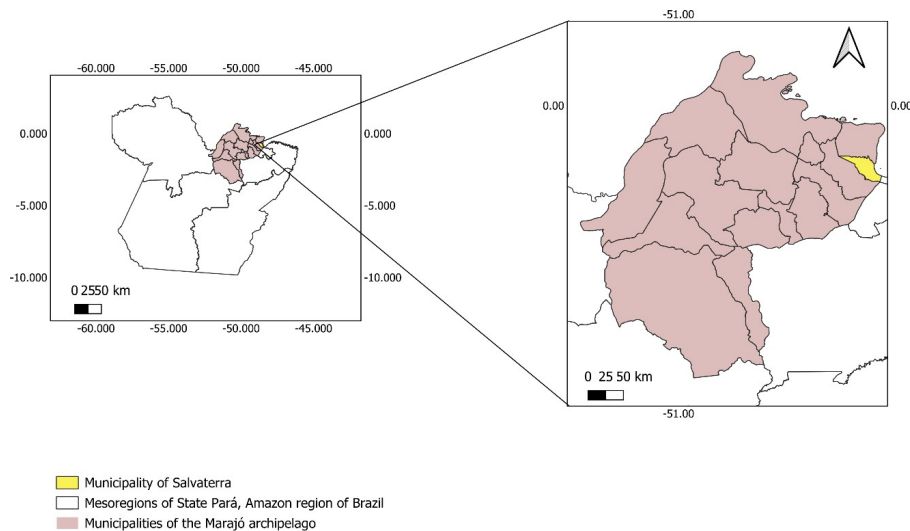 -51.00
-60.000 -55.000 -50.000 -45.000
0.00 0.00
0.000 0.000
-5.000 -5.000
-10.000 -10.000
0 2550 km
-60.000 -55.000 -50.000 -45.000
0 25 50 km
-51.00
Municipality of Salvaterra
Mesoregions of State Pará, Amazon region of Brazil
Municipalities of the Marajó archipelago